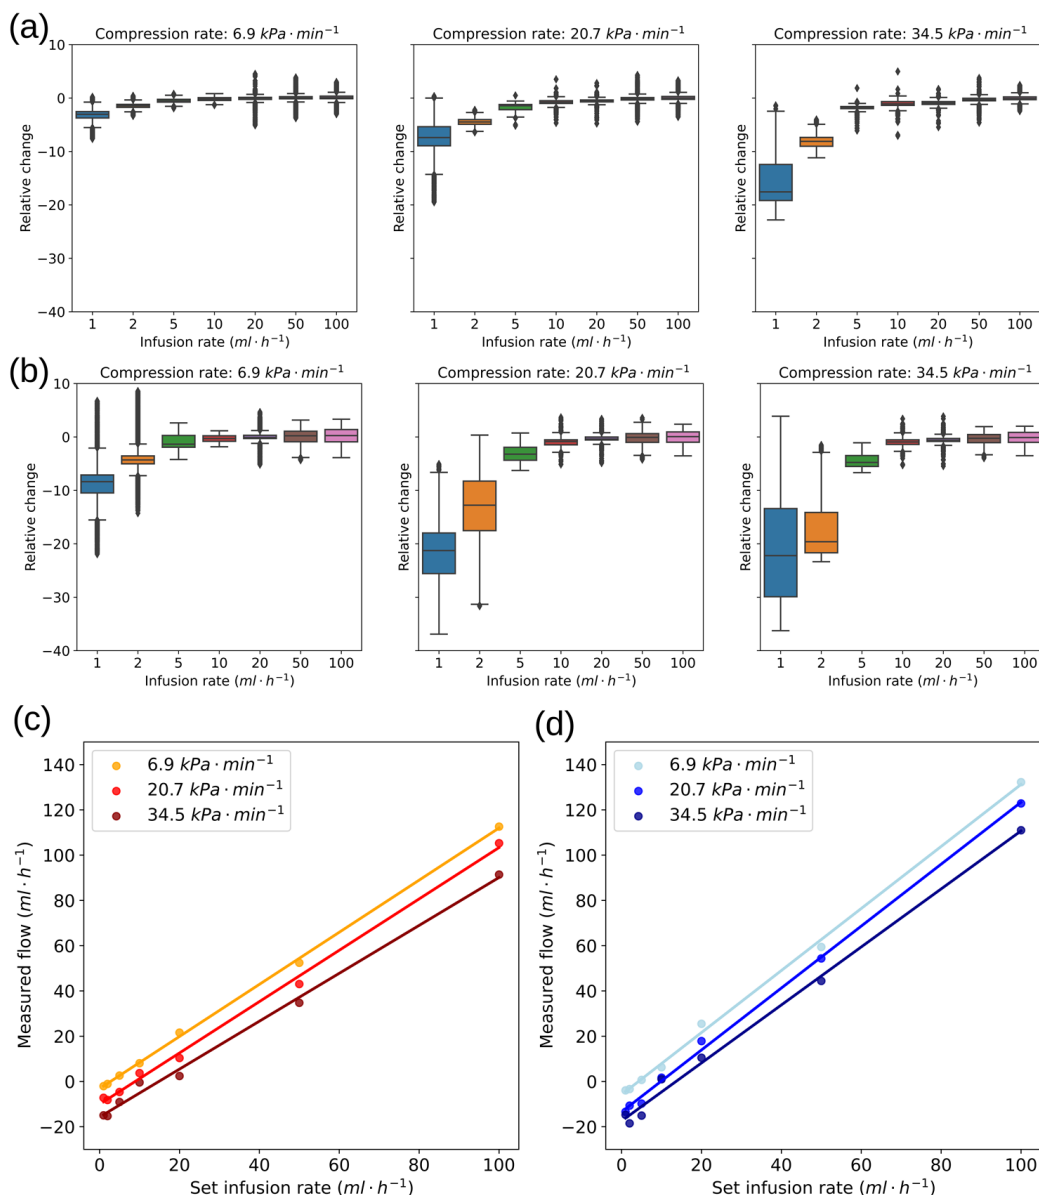 (a)
Compression rate: 6.9 kPa · min⁻¹
Compression rate: 20.7 kPa · min⁻¹
Compression rate: 34.5 kPa · min⁻¹
10
0
−10
−20
−30
−40
Relative change
Relative change
Relative change
1 2 5 10 20 50 100
1 2 5 10 20 50 100
1 2 5 10 20 50 100
Infusion rate (ml · h⁻¹)
Infusion rate (ml · h⁻¹)
Infusion rate (ml · h⁻¹)
(b)
Compression rate: 6.9 kPa · min⁻¹
Compression rate: 20.7 kPa · min⁻¹
Compression rate: 34.5 kPa · min⁻¹
10
0
−10
−20
−30
−40
Relative change
Relative change
Relative change
1 2 5 10 20 50 100
1 2 5 10 20 50 100
1 2 5 10 20 50 100
Infusion rate (ml · h⁻¹)
Infusion rate (ml · h⁻¹)
Infusion rate (ml · h⁻¹)
(c)
6.9 kPa · min⁻¹
20.7 kPa · min⁻¹
34.5 kPa · min⁻¹
140
120
100
80
60
40
20
0
−20
Measured flow (ml · h⁻¹)
0 20 40 60 80 100
Set infusion rate (ml · h⁻¹)
(d)
6.9 kPa · min⁻¹
20.7 kPa · min⁻¹
34.5 kPa · min⁻¹
140
120
100
80
60
40
20
0
−20
Measured flow (ml · h⁻¹)
0 20 40 60 80 100
Set infusion rate (ml · h⁻¹)